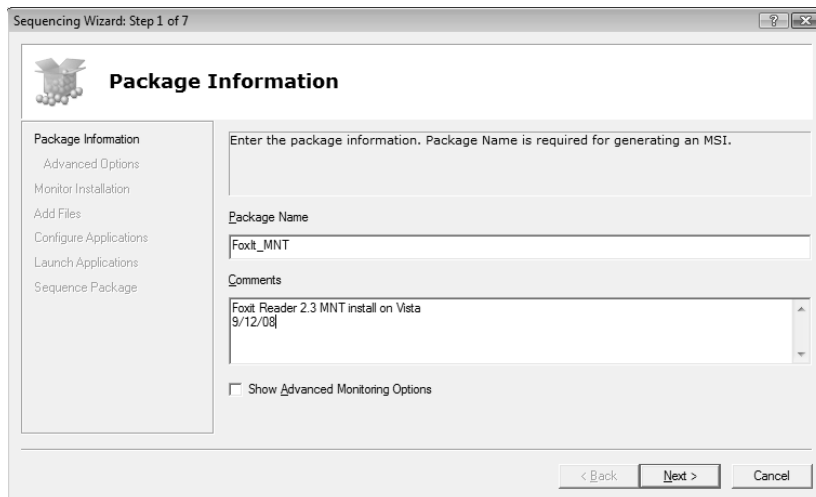 Sequencing Wizard: Step 1 of 7
Package Information
Package Information
Advanced Options
Monitor Installation
Add Files
Configure Applications
Launch Applications
Sequence Package
Enter the package information. Package Name is required for generating an MSI.
Package Name
FoxIt_MNT
Comments
Foxit Reader 2.3 MNT install on Vista
9/12/08
Show Advanced Monitoring Options
< Back
Next >
Cancel